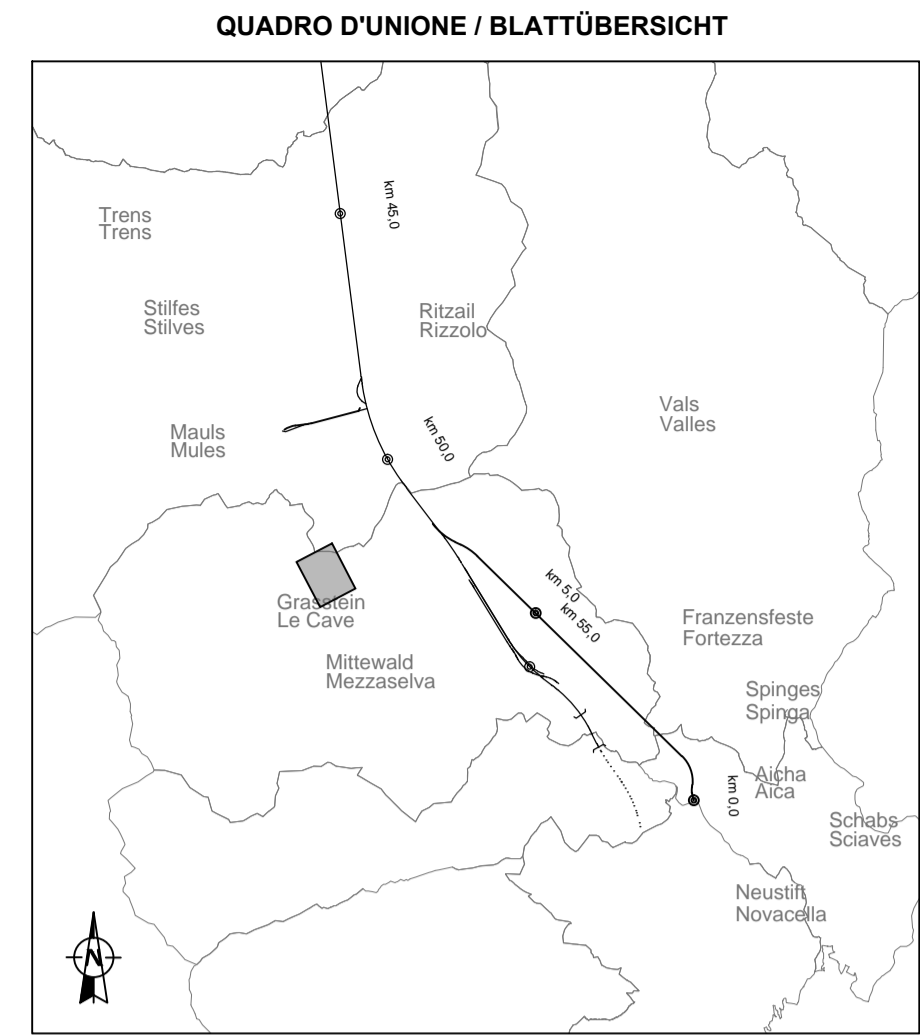 QUADRO D'UNIONE / BLATTÜBERSICHT
km 45,0
Trens
Trens
Stilfes
Stilves
Ritzail
Rizzolo
Vals
Valles
Mauls
Mules
km 50,0
km 5,0
km 55,0
Grasstein
Le Cave
Franzensfeste
Fortezza
Mittewald
Mezzaselva
Spinges
Spinga
Aicha
Aica
km 0,0
Schabs
Sciaves
Neustift
Novacella
N